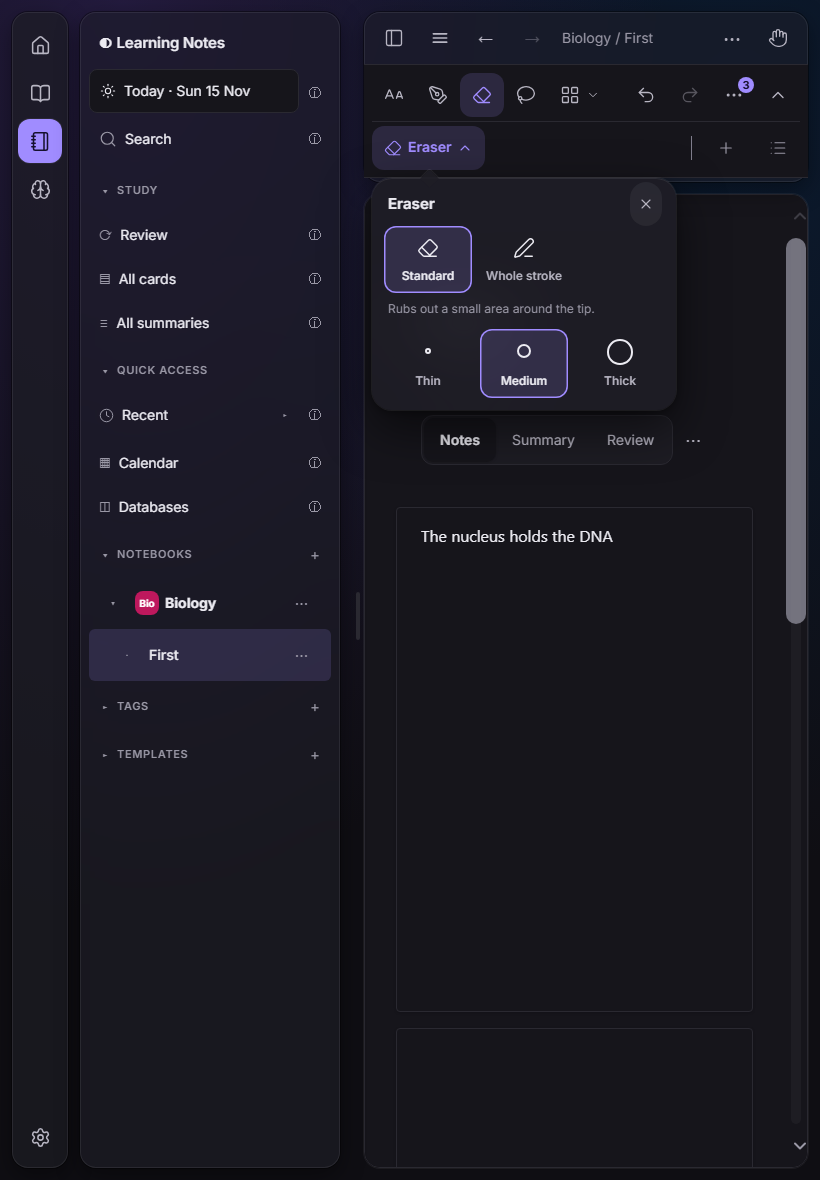 Learning Notes
Today · Sun 15 Nov
Search
STUDY
Review
All cards
All summaries
QUICK ACCESS
Recent
Calendar
Databases
NOTEBOOKS
Bio Biology
First
TAGS
TEMPLATES
Biology / First
AA
3
Eraser
Eraser
Standard
Whole stroke
Rubs out a small area around the tip.
Thin
Medium
Thick
Notes
Summary
Review
The nucleus holds the DNA